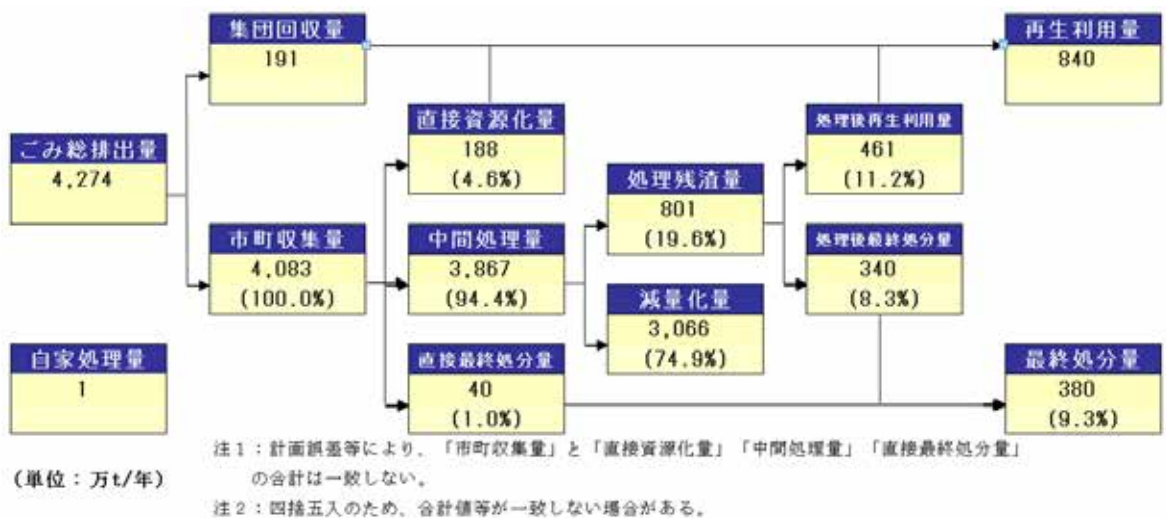 集団回収量
191
再生利用量
840
ごみ総排出量
4,274
直接資源化量
188
(4.6%)
処理残渣量
801
(19.6%)
処理後再生利用量
461
(11.2%)
市町収集量
4,083
(100.0%)
中間処理量
3,867
(94.4%)
減量化量
3,066
(74.9%)
処理後最終処分量
340
(8.3%)
自家処理量
1
直接最終処分量
40
(1.0%)
最終処分量
380
(9.3%)
(単位：万t/年)
注1：計画誤差等により、「市町収集量」と「直接資源化量」「中間処理量」「直接最終処分量」
の合計は一致しない。
注2：四捨五入のため、合計値等が一致しない場合がある。